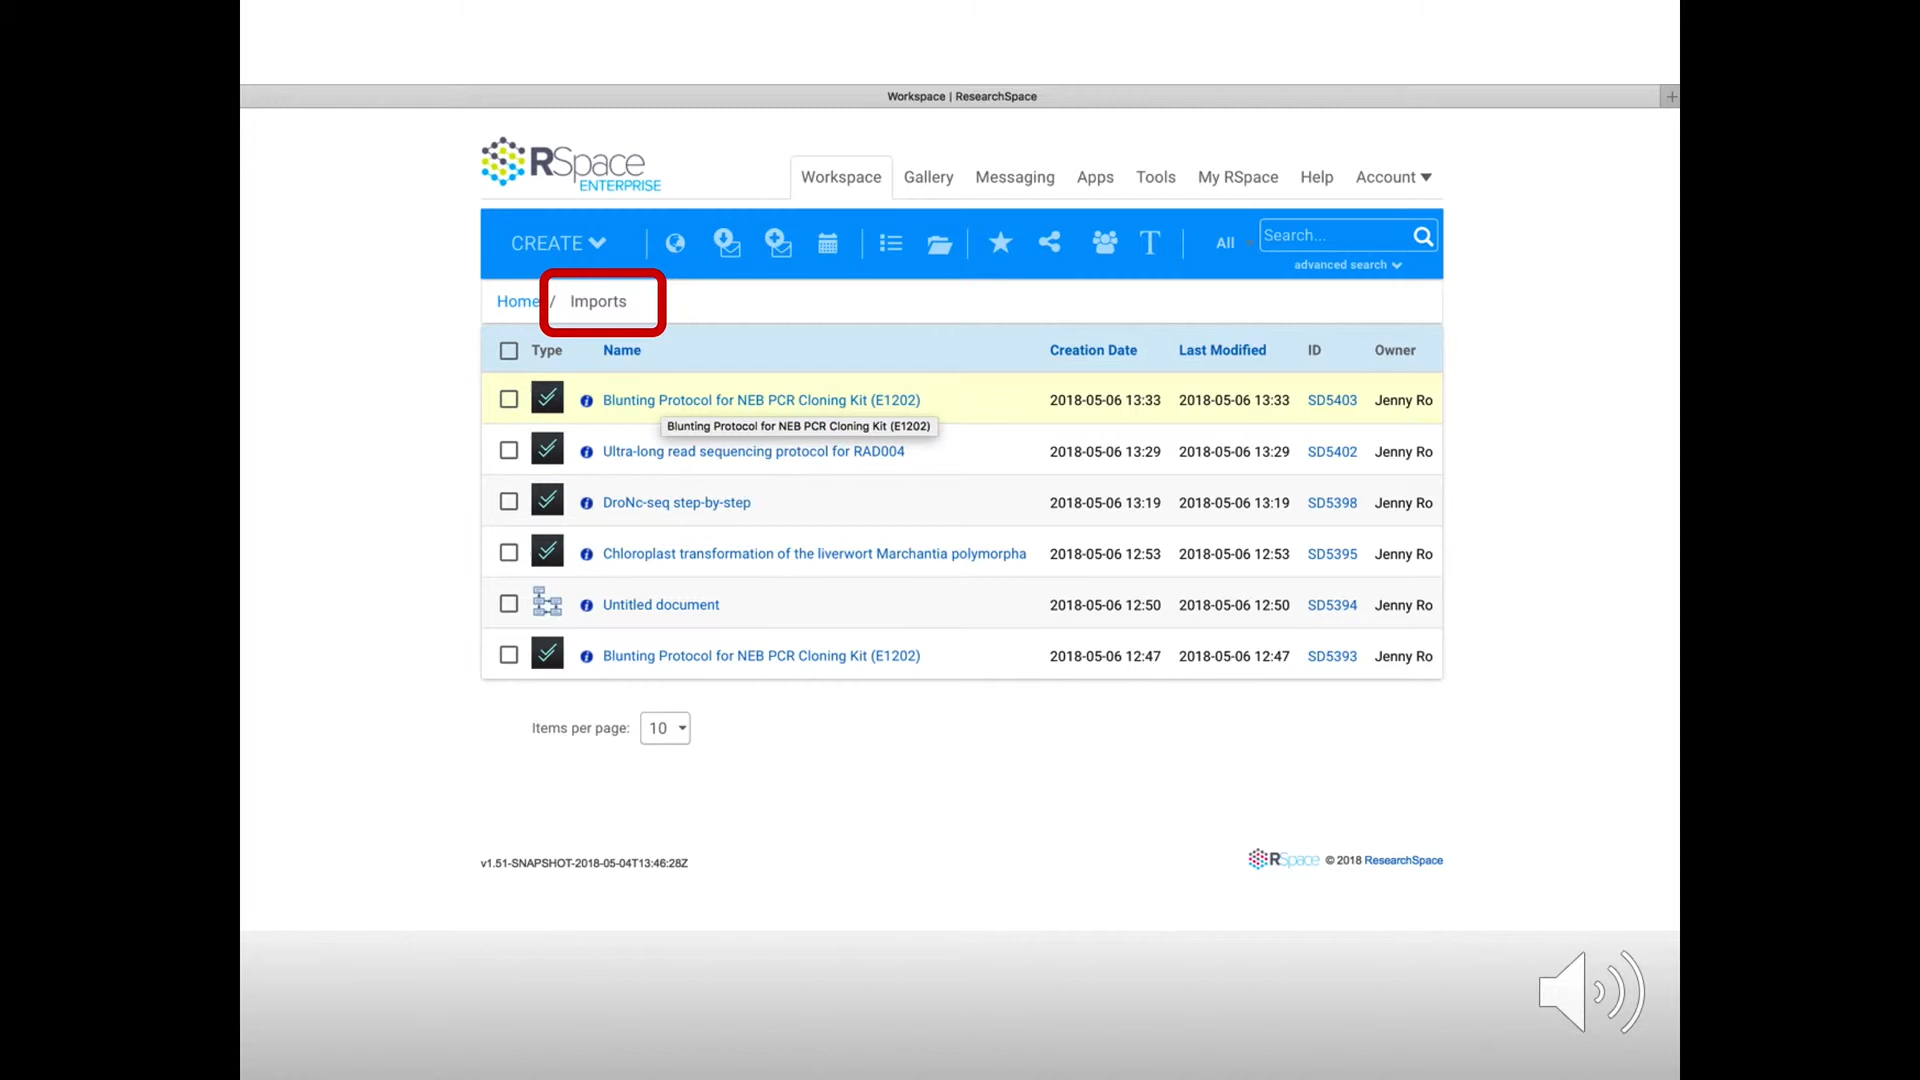 Workspace | ResearchSpace
RSpace
ENTERPRISE
Workspace Gallery Messaging Apps Tools My RSpace Help Account
CREATE T All Search...
advanced search
Home / Imports
Type Name Creation Date Last Modified ID Owner
Blunting Protocol for NEB PCR Cloning Kit (E1202) 2018-05-06 13:33 2018-05-06 13:33 SD5403 Jenny Ro
Blunting Protocol for NEB PCR Cloning Kit (E1202)
Ultra-long read sequencing protocol for RAD004 2018-05-06 13:29 2018-05-06 13:29 SD5402 Jenny Ro
DroNc-seq step-by-step 2018-05-06 13:19 2018-05-06 13:19 SD5398 Jenny Ro
Chloroplast transformation of the liverwort Marchantia polymorpha 2018-05-06 12:53 2018-05-06 12:53 SD5395 Jenny Ro
Untitled document 2018-05-06 12:50 2018-05-06 12:50 SD5394 Jenny Ro
Blunting Protocol for NEB PCR Cloning Kit (E1202) 2018-05-06 12:47 2018-05-06 12:47 SD5393 Jenny Ro
Items per page: 10
v1.51-SNAPSHOT-2018-05-04T13:46:28Z RSpace © 2018 ResearchSpace